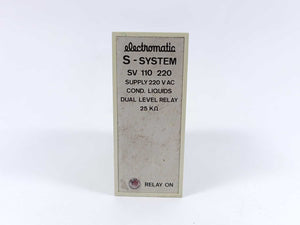 electromatic
S-SYSTEM
SV 110 220
SUPPLY 220 V AC
COND. LIQUIDS
DUAL LEVEL RELAY
25 KΩ
RELAY ON